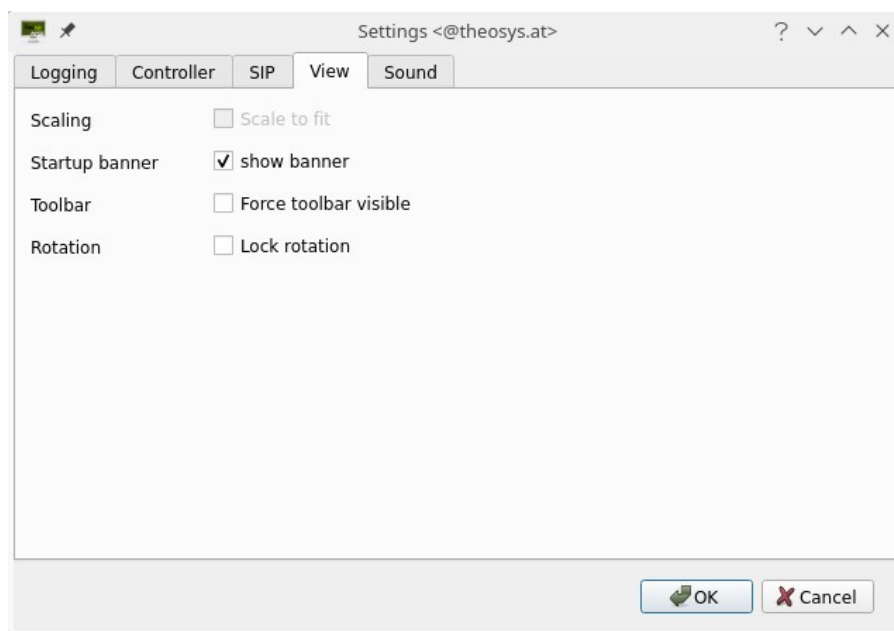 Settings <@theosys.at>
Logging Controller SIP View Sound
Scaling Scale to fit
Startup banner show banner
Toolbar Force toolbar visible
Rotation Lock rotation
OK Cancel